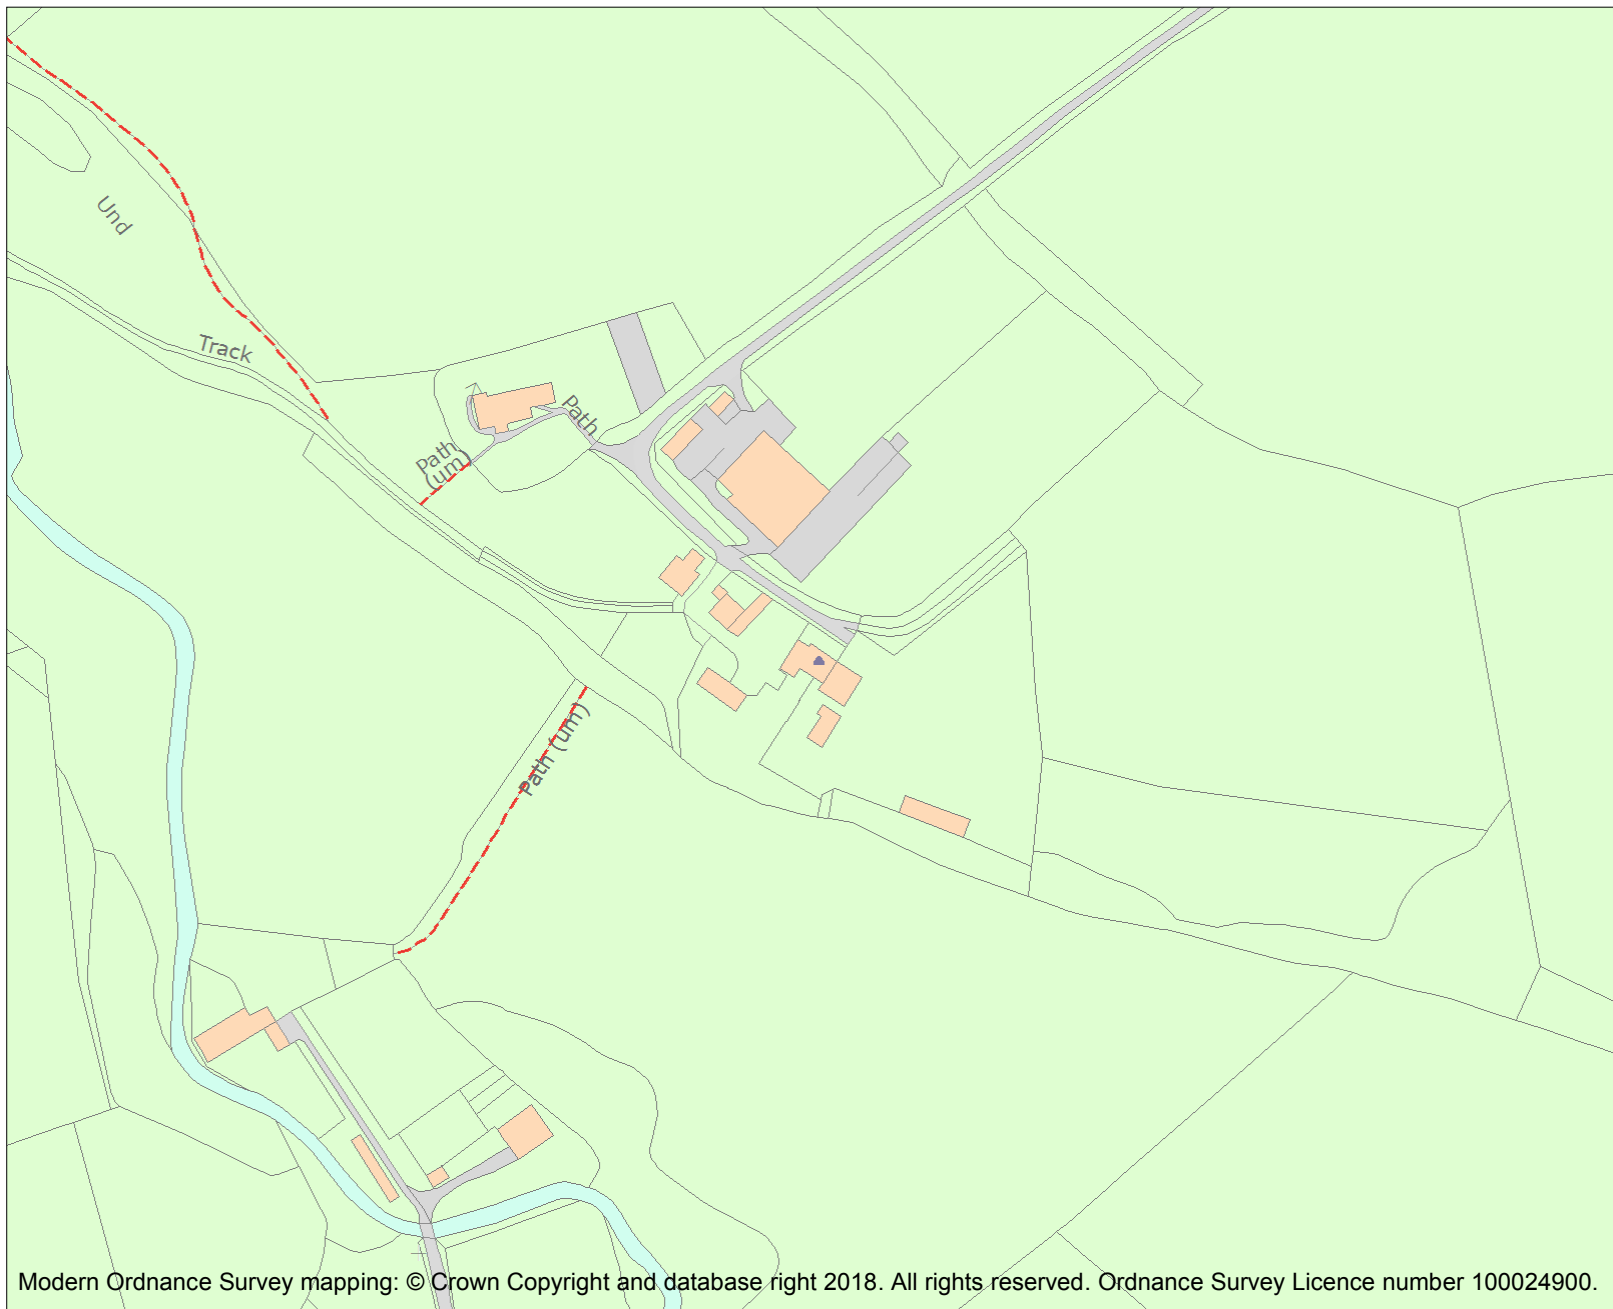 Und
Track
Path
Path
(um)
Path (um)
Modern Ordnance Survey mapping: © Crown Copyright and database right 2018. All rights reserved. Ordnance Survey Licence number 100024900.